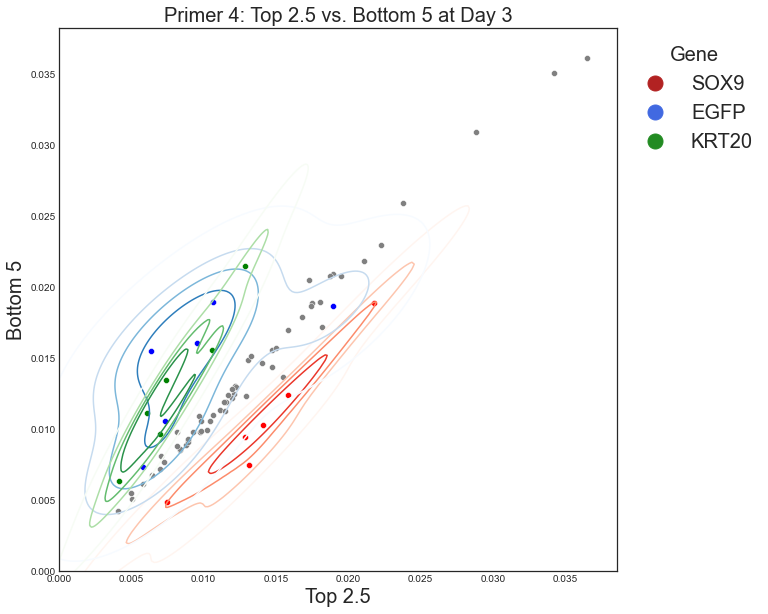 Primer 4: Top 2.5 vs. Bottom 5 at Day 3
Gene
SOX9
EGFP
KRT20
Bottom 5
0.035
0.030
0.025
0.020
0.015
0.010
0.005
0.000
0.000 0.005 0.010 0.015 0.020 0.025 0.030 0.035
Top 2.5